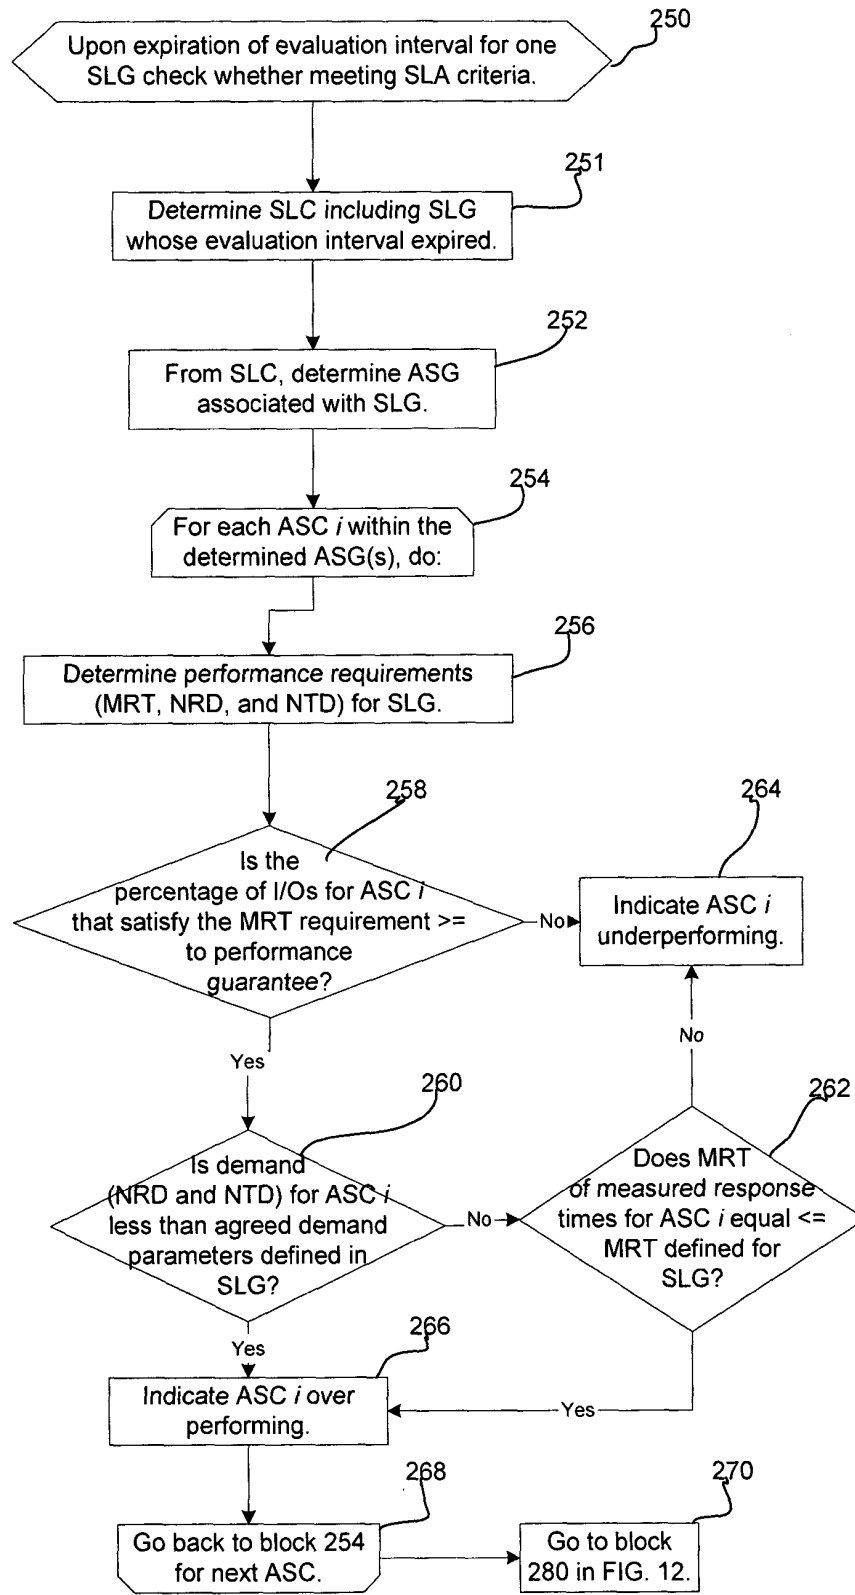 Upon expiration of evaluation interval for one
SLG check whether meeting SLA criteria.
250
251
Determine SLC including SLG
whose evaluation interval expired.
252
From SLC, determine ASG
associated with SLG.
254
For each ASC i within the
determined ASG(s), do:
256
Determine performance requirements
(MRT, NRD, and NTD) for SLG.
258
Is the
percentage of I/Os for ASC i
that satisfy the MRT requirement >=
to performance
guarantee?
No
264
Indicate ASC i
underperforming.
No
Yes
260
Is demand
(NRD and NTD) for ASC i
less than agreed demand
parameters defined in
SLG?
No
262
Does MRT
of measured response
times for ASC i equal <=
MRT defined for
SLG?
Yes
Yes
266
Indicate ASC i over
performing.
268
Go back to block 254
for next ASC.
270
Go to block
280 in FIG. 12.